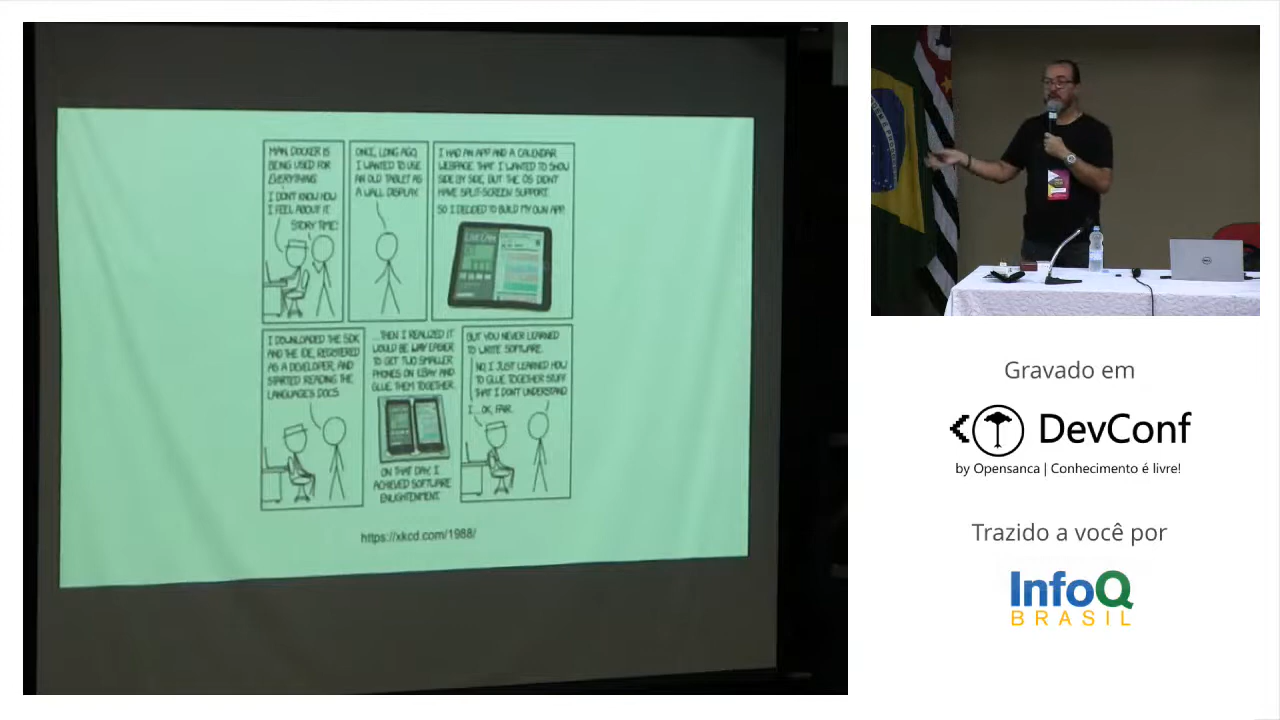 MAN, DOCKER IS
BEING USED FOR
EVERYTHING.
I DON'T KNOW HOW
I FEEL ABOUT IT.
STORY TIME!
ONCE, LONG AGO,
I WANTED TO USE
AN OLD TABLET AS
A WALL DISPLAY.
I HAD AN APP AND A CALENDAR
WEBPAGE THAT I WANTED TO SHOW
SIDE BY SIDE, BUT THE OS DIDN'T
HAVE SPLIT-SCREEN SUPPORT.
SO I DECIDED TO BUILD MY OWN APP.
I DOWNLOADED THE SDK
AND THE IDE, REGISTERED
AS A DEVELOPER, AND
STARTED READING THE
LANGUAGE'S DOCS.
...THEN I REALIZED IT
WOULD BE WAY EASIER
TO GET TWO SMALLER
PHONES ON EBAY AND
GLUE THEM TOGETHER.
ON THAT DAY, I
ACHIEVED SOFTWARE
ENLIGHTENMENT.
BUT YOU NEVER LEARNED
TO WRITE SOFTWARE.
NO, I JUST LEARNED HOW
TO GLUE TOGETHER STUFF
THAT I DON'T UNDERSTAND.
I...OK, FAIR.
https://xkcd.com/1988/
Gravado em
DevConf
by Opensanca | Conhecimento é livre!
Trazido a você por
InfoQ
BRASIL